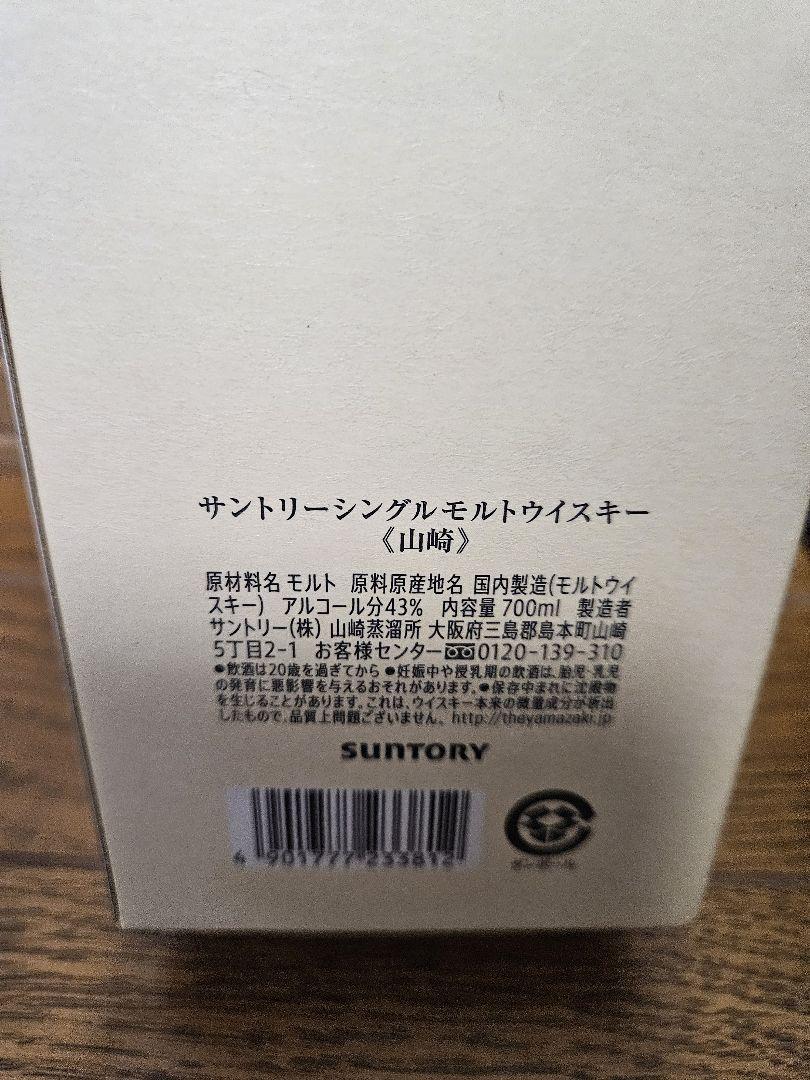 サントリーシングルモルトウイスキー
《山崎》
原材料名 モルト 原料原産地名 国内製造(モルトウイ
スキー) アルコール分43% 内容量 700ml 製造者
サントリー(株) 山崎蒸溜所 大阪府三島郡島本町山崎
5丁目2-1 お客様センター 0120-139-310
●飲酒は20歳を過ぎてから ●妊娠中や授乳期の飲酒は、胎児・乳児
の発育に悪影響を与えるおそれがあります。●保存中まれに沈殿物
を生じることがあります。これは、ウイスキー本来の微量成分が析出
したもので、品質上問題ございません。 http://theyamazaki.jp
SUNTORY
4 901777 233812
ダンボール